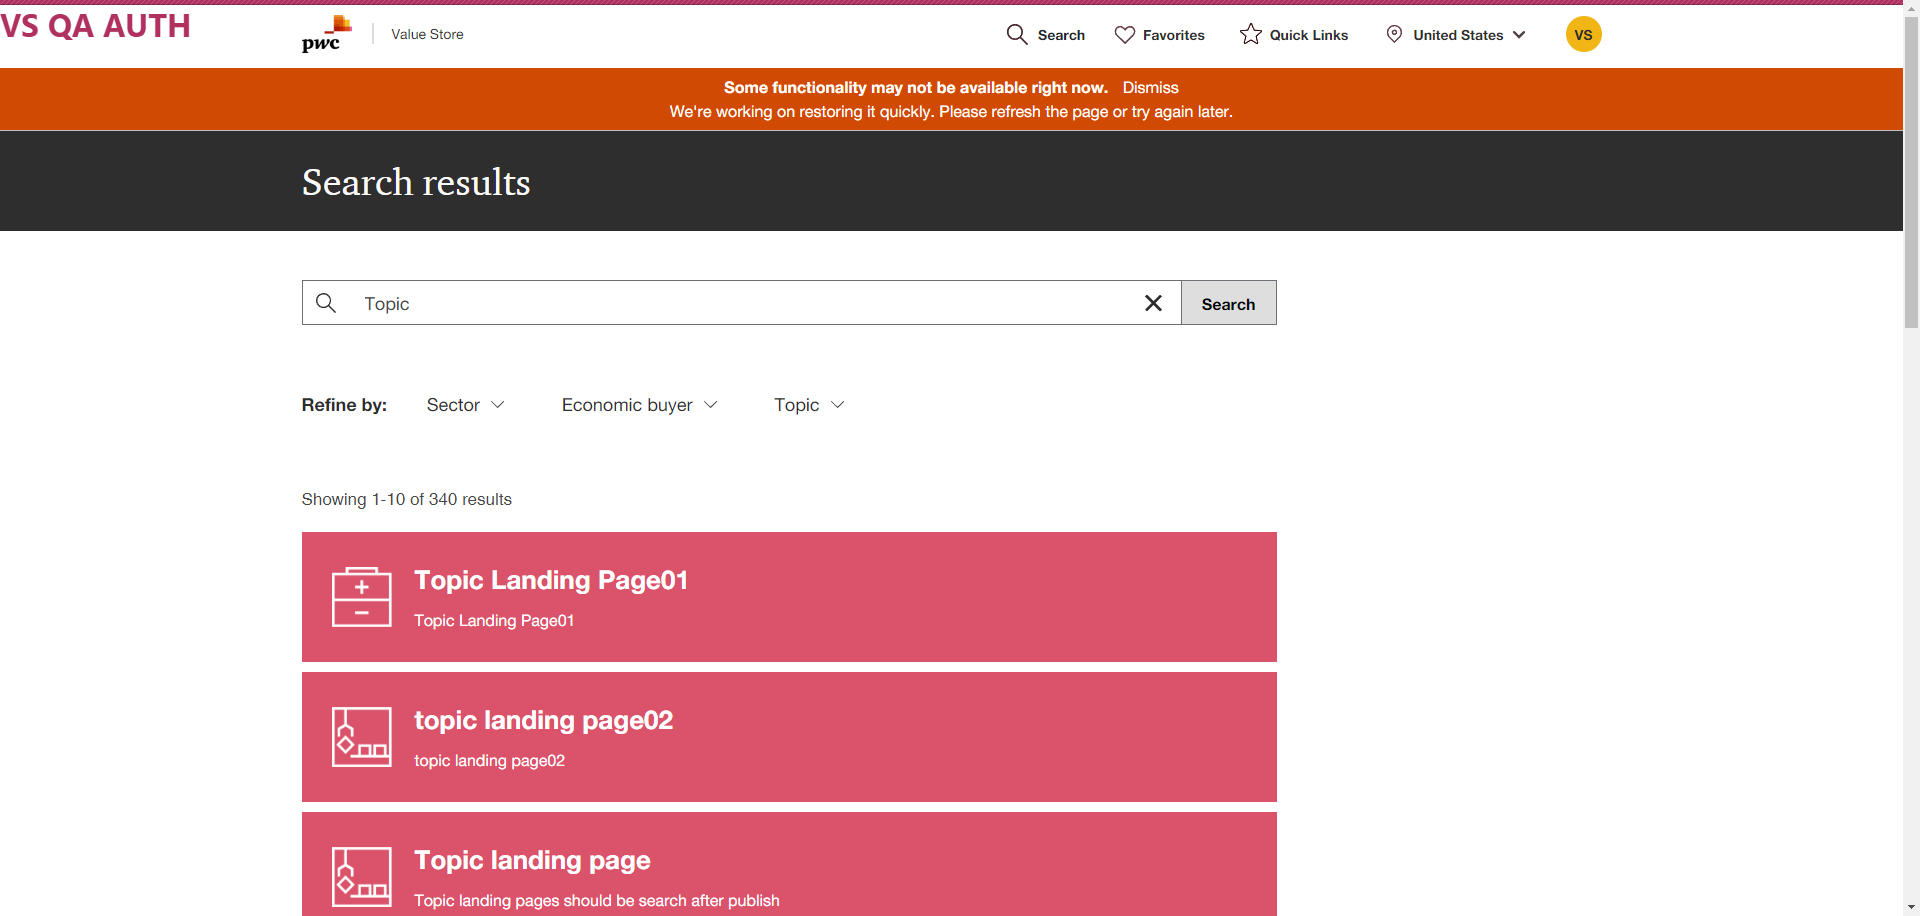 VS QA AUTH
pwc
Value Store
Search
Favorites
Quick Links
United States
VS
Some functionality may not be available right now. Dismiss
We're working on restoring it quickly. Please refresh the page or try again later.
Search results
Topic
Search
Refine by:
Sector
Economic buyer
Topic
Showing 1-10 of 340 results
Topic Landing Page01
Topic Landing Page01
topic landing page02
topic landing page02
Topic landing page
Topic landing pages should be search after publish